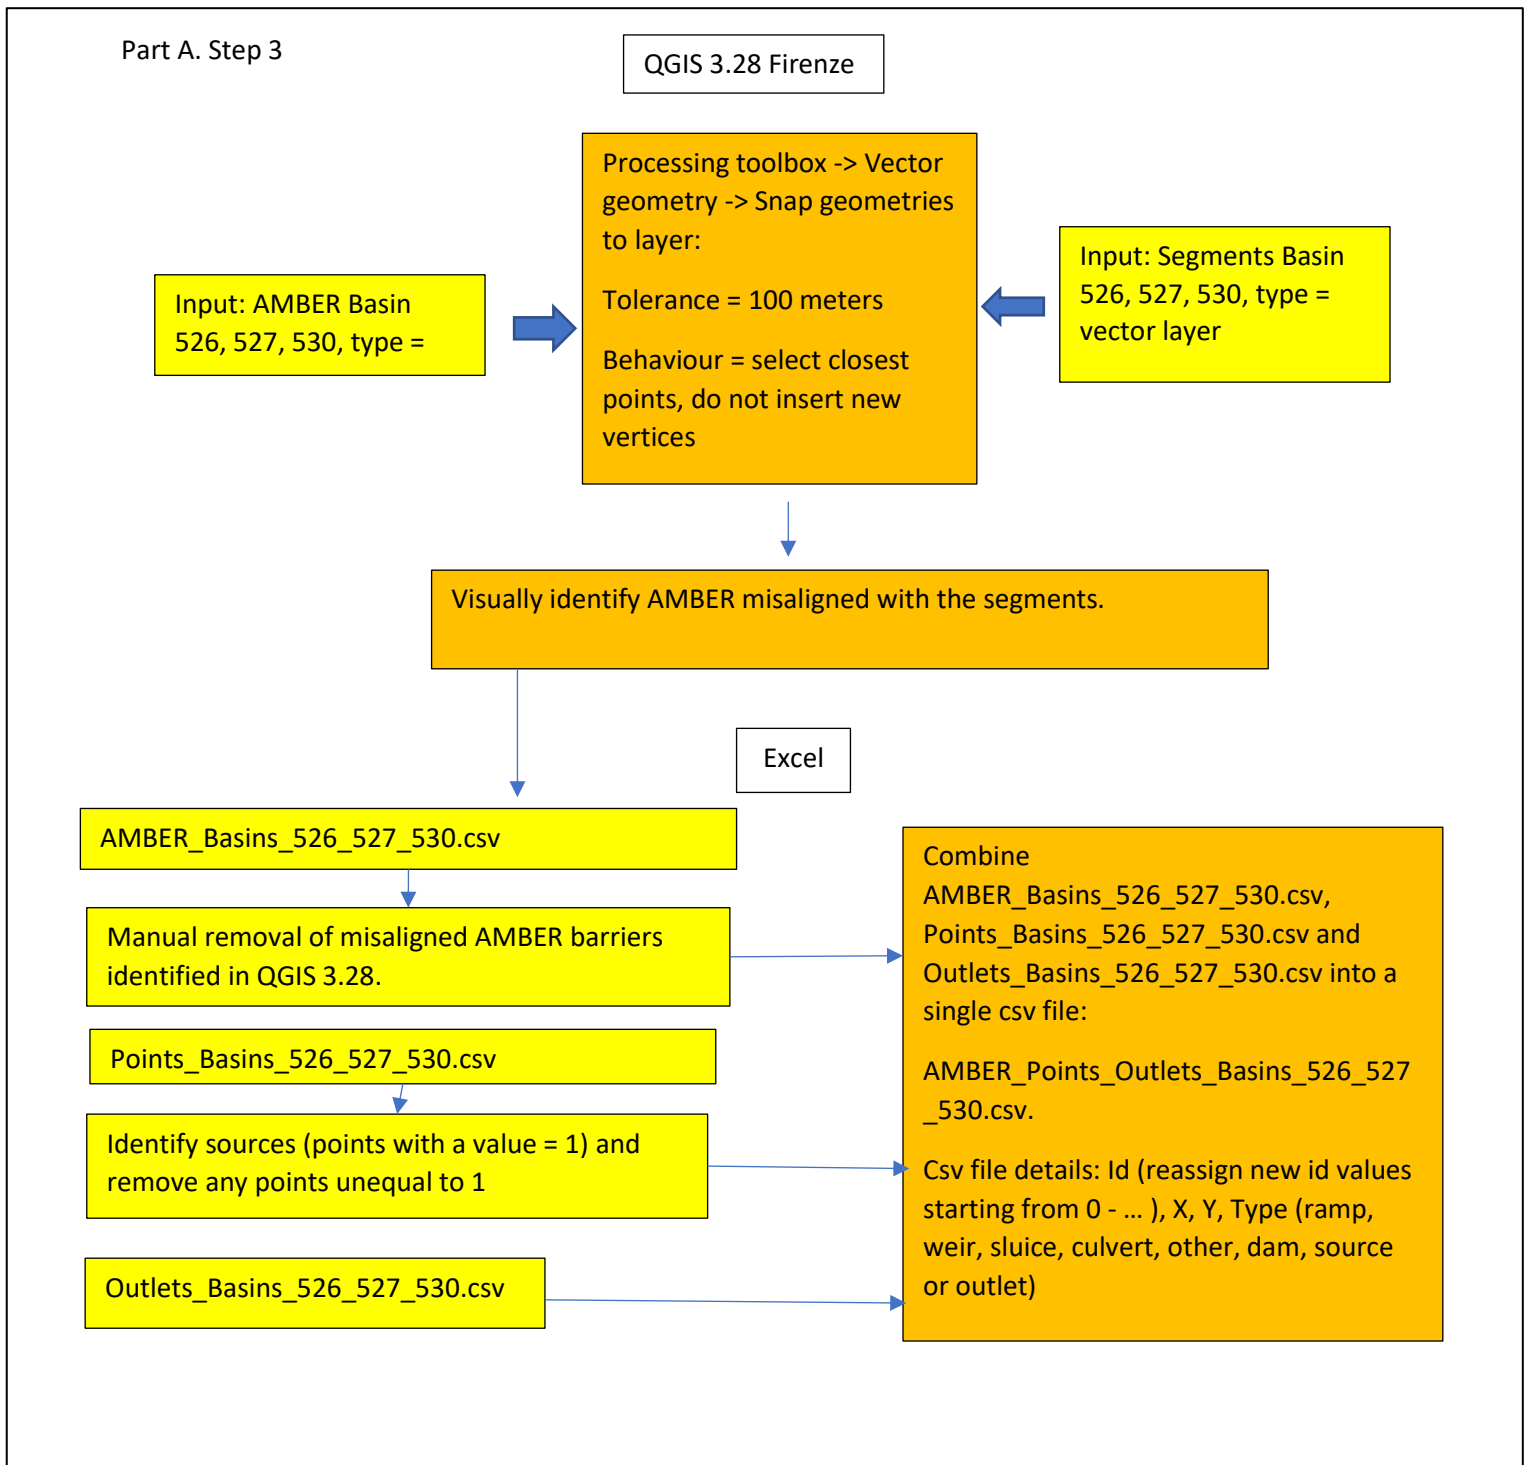 Part A. Step 3
QGIS 3.28 Firenze
Processing toolbox -> Vector
geometry -> Snap geometries
to layer:
Tolerance = 100 meters
Behaviour = select closest
points, do not insert new
vertices
Input: AMBER Basin
526, 527, 530, type =
Input: Segments Basin
526, 527, 530, type =
vector layer
Visually identify AMBER misaligned with the segments.
Excel
AMBER_Basins_526_527_530.csv
Manual removal of misaligned AMBER barriers
identified in QGIS 3.28.
Points_Basins_526_527_530.csv
Identify sources (points with a value = 1) and
remove any points unequal to 1
Outlets_Basins_526_527_530.csv
Combine
AMBER_Basins_526_527_530.csv,
Points_Basins_526_527_530.csv and
Outlets_Basins_526_527_530.csv into a
single csv file:
AMBER_Points_Outlets_Basins_526_527
_530.csv.
Csv file details: Id (reassign new id values
starting from 0 - … ), X, Y, Type (ramp,
weir, sluice, culvert, other, dam, source
or outlet)